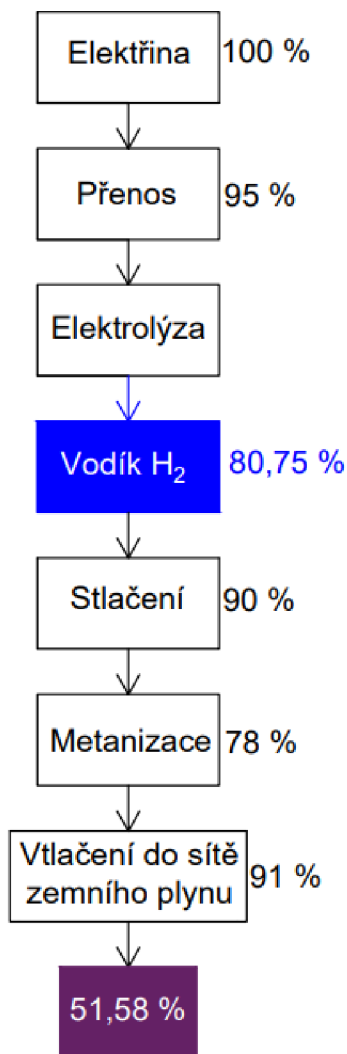 Elektřina 100 %
Přenos 95 %
Elektrolýza
Vodík H₂ 80,75 %
Stlačení 90 %
Metanizace 78 %
Vtlačení do sítě
zemního plynu 91 %
51,58 %